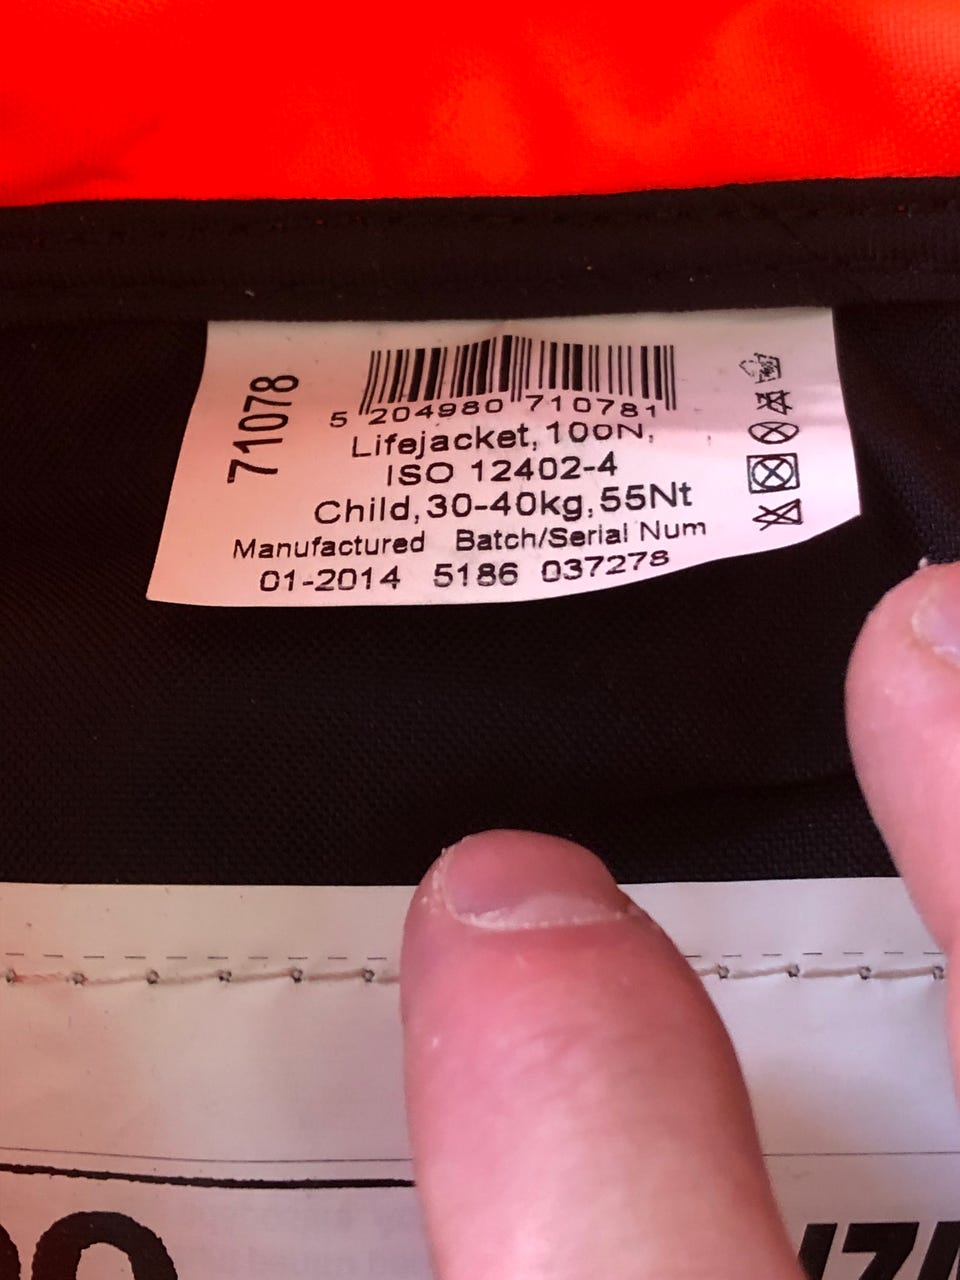 71078
5 204980 710781
Lifejacket, 100N,
ISO 12402-4
Child, 30-40kg, 55Nt
Manufactured Batch/Serial Num
01-2014 5186 037278